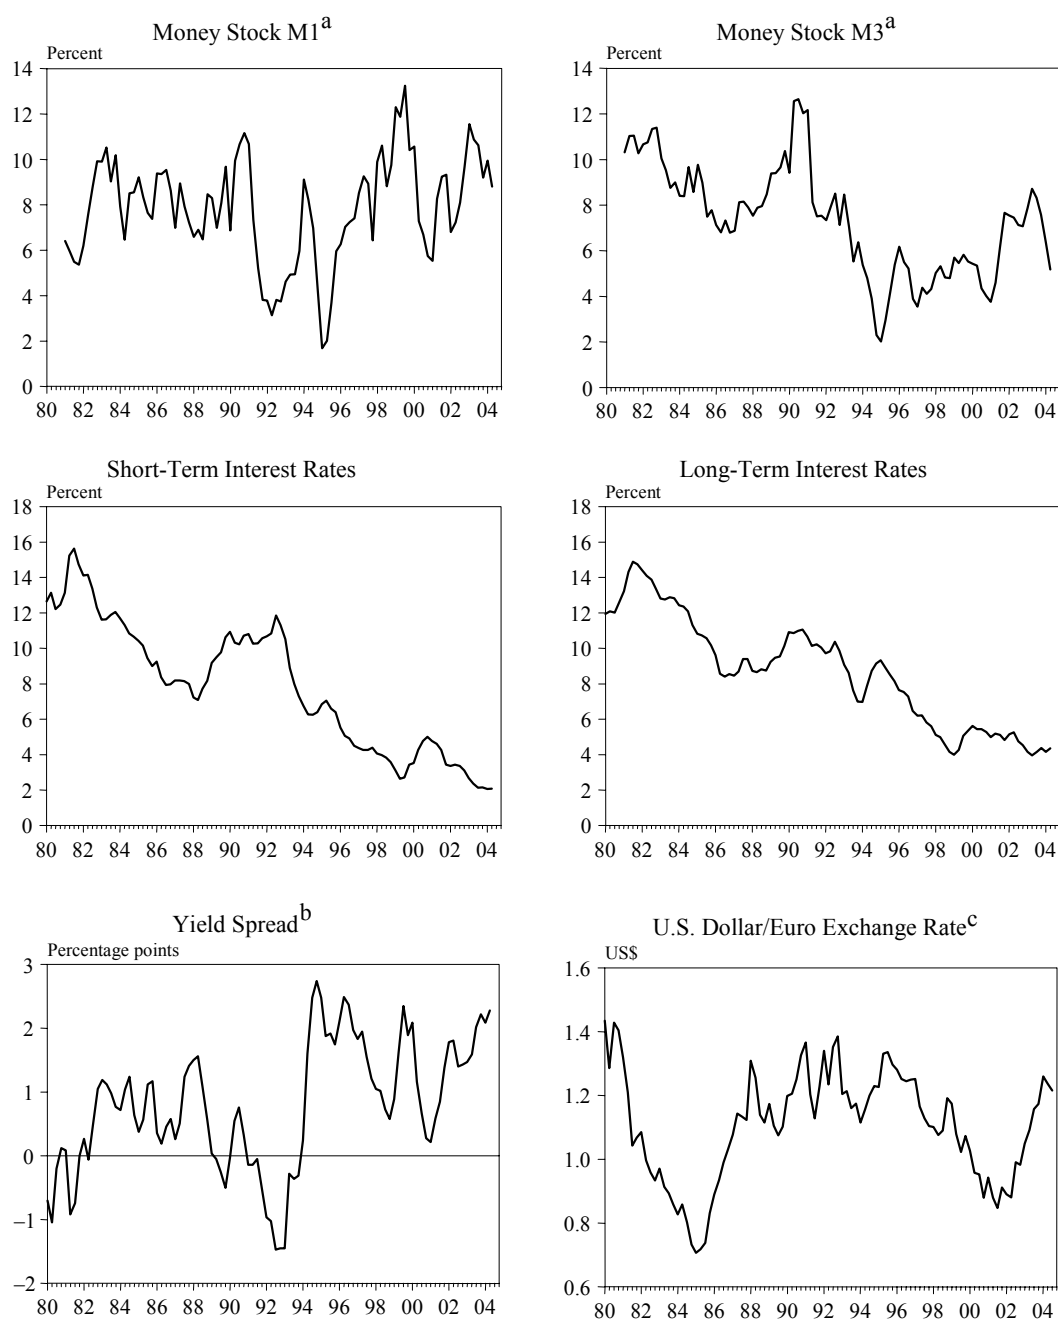 Money Stock M1a
Percent
14
12
10
8
6
4
2
0
80 82 84 86 88 90 92 94 96 98 00 02 04
Money Stock M3a
Percent
14
12
10
8
6
4
2
0
80 82 84 86 88 90 92 94 96 98 00 02 04
Short-Term Interest Rates
Percent
18
16
14
12
10
8
6
4
2
0
80 82 84 86 88 90 92 94 96 98 00 02 04
Long-Term Interest Rates
Percent
18
16
14
12
10
8
6
4
2
0
80 82 84 86 88 90 92 94 96 98 00 02 04
Yield Spreadb
Percentage points
3
2
1
0
−1
−2
80 82 84 86 88 90 92 94 96 98 00 02 04
U.S. Dollar/Euro Exchange Ratec
US$
1.6
1.4
1.2
1.0
0.8
0.6
80 82 84 86 88 90 92 94 96 98 00 02 04